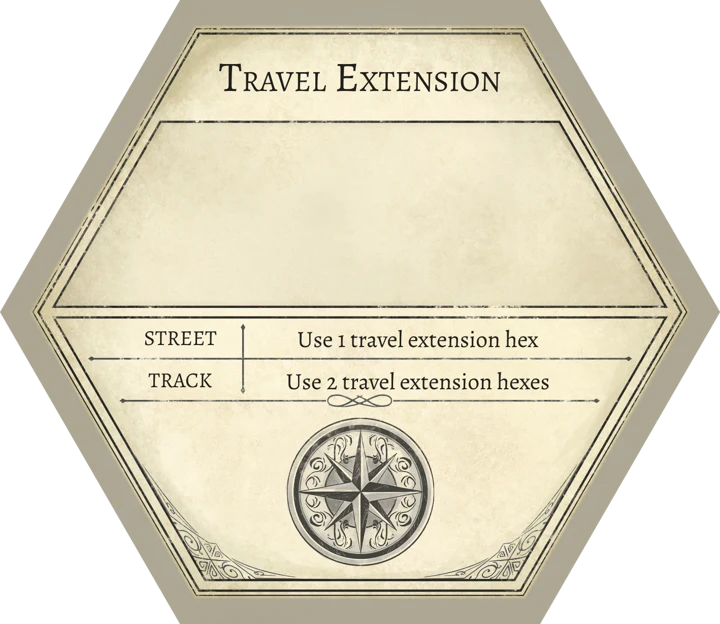 Travel Extension
STREET Use 1 travel extension hex
TRACK Use 2 travel extension hexes